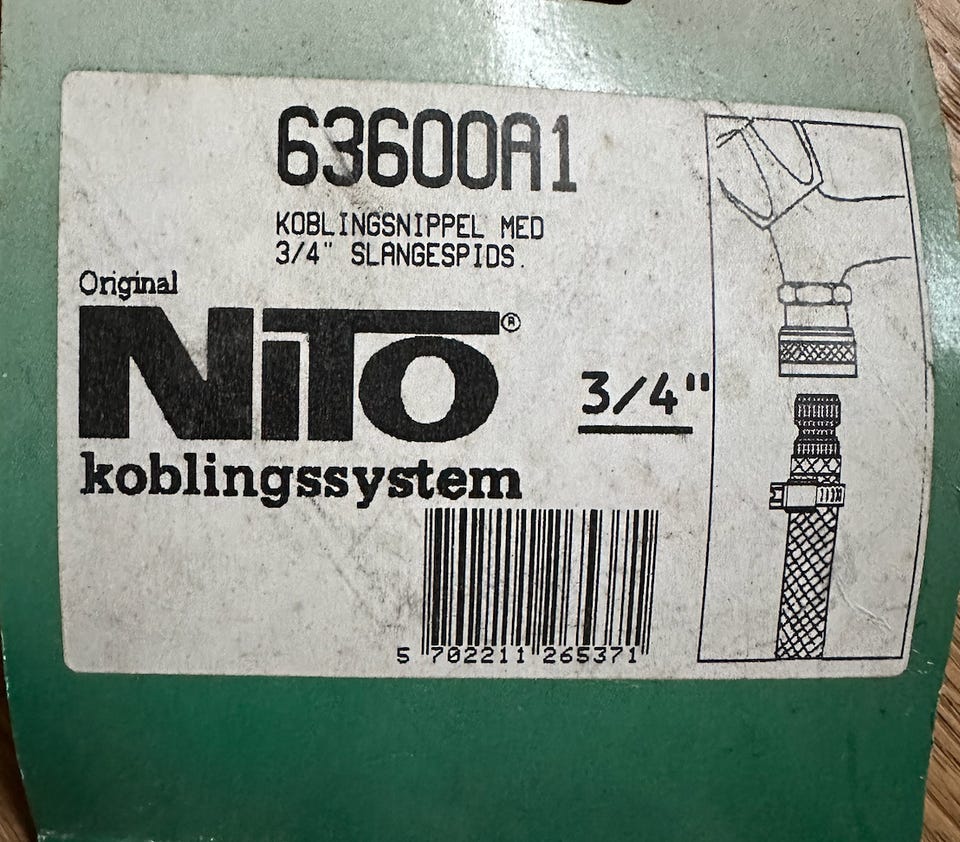 63600A1
KOBLINGSNIPPEL MED
3/4" SLANGESPIDS.
Original
NiTO®
koblingssystem
3/4"
5 702211 265371